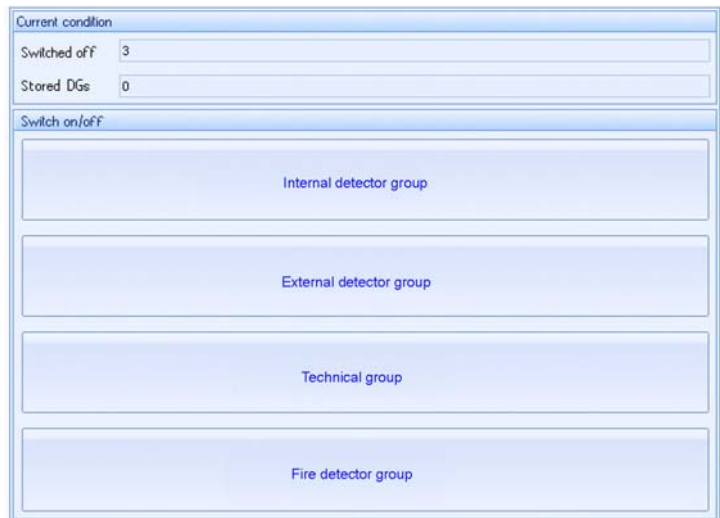 Current condition
Switched off 3
Stored DGs 0
Switch on/off
Internal detector group
External detector group
Technical group
Fire detector group